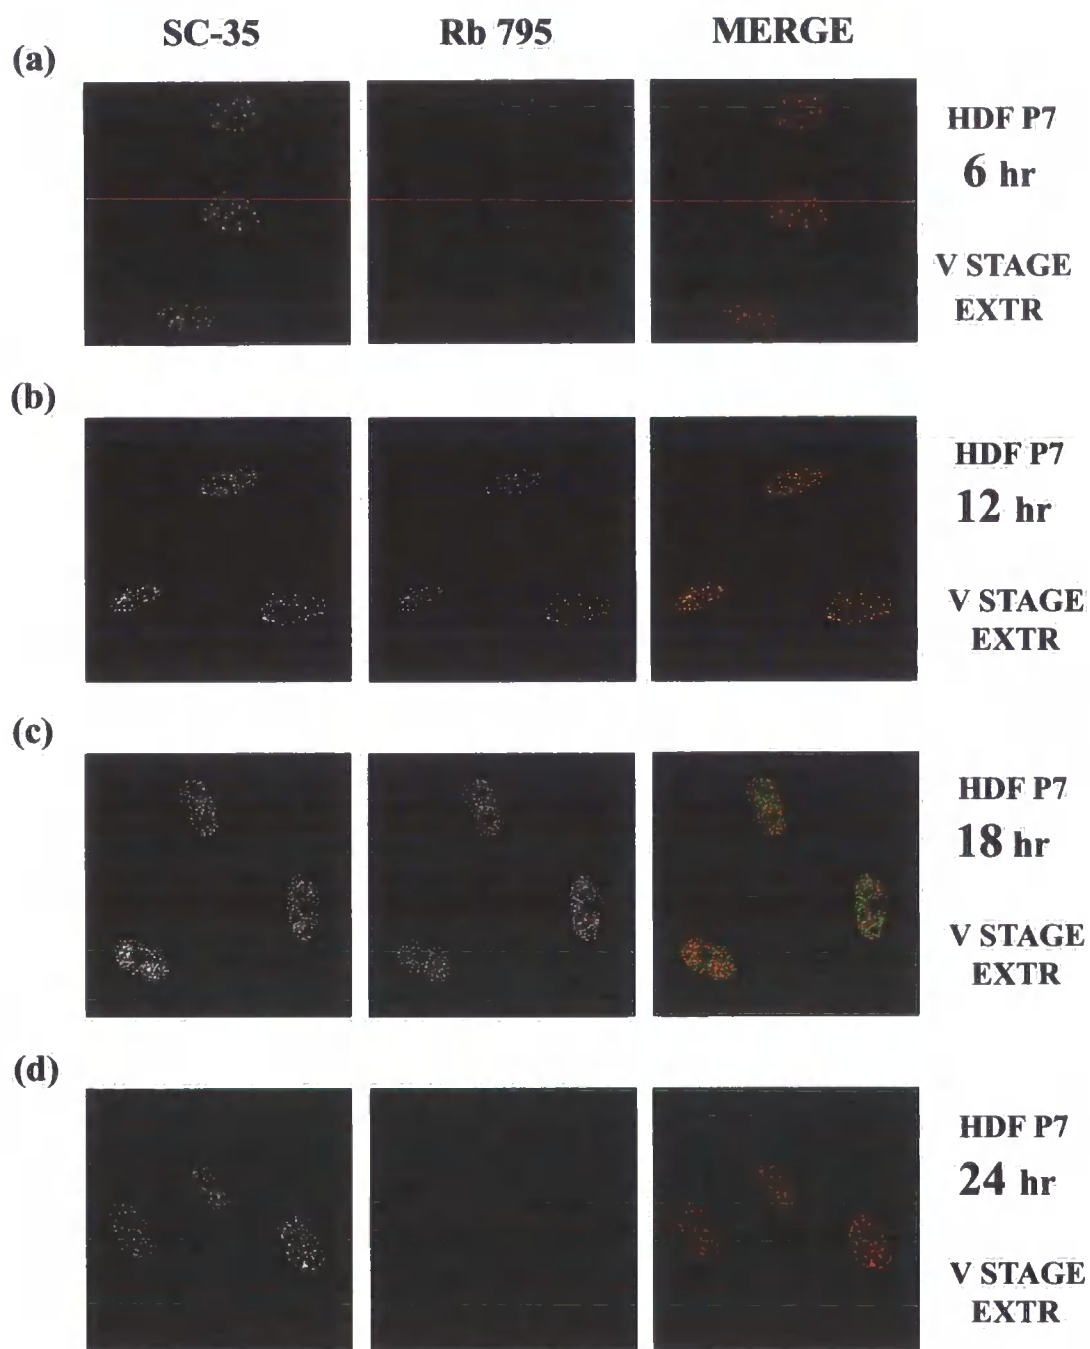 SC-35 Rb 795 MERGE
(a)
HDF P7
6 hr
V STAGE
EXTR
(b)
HDF P7
12 hr
V STAGE
EXTR
(c)
HDF P7
18 hr
V STAGE
EXTR
(d)
HDF P7
24 hr
V STAGE
EXTR